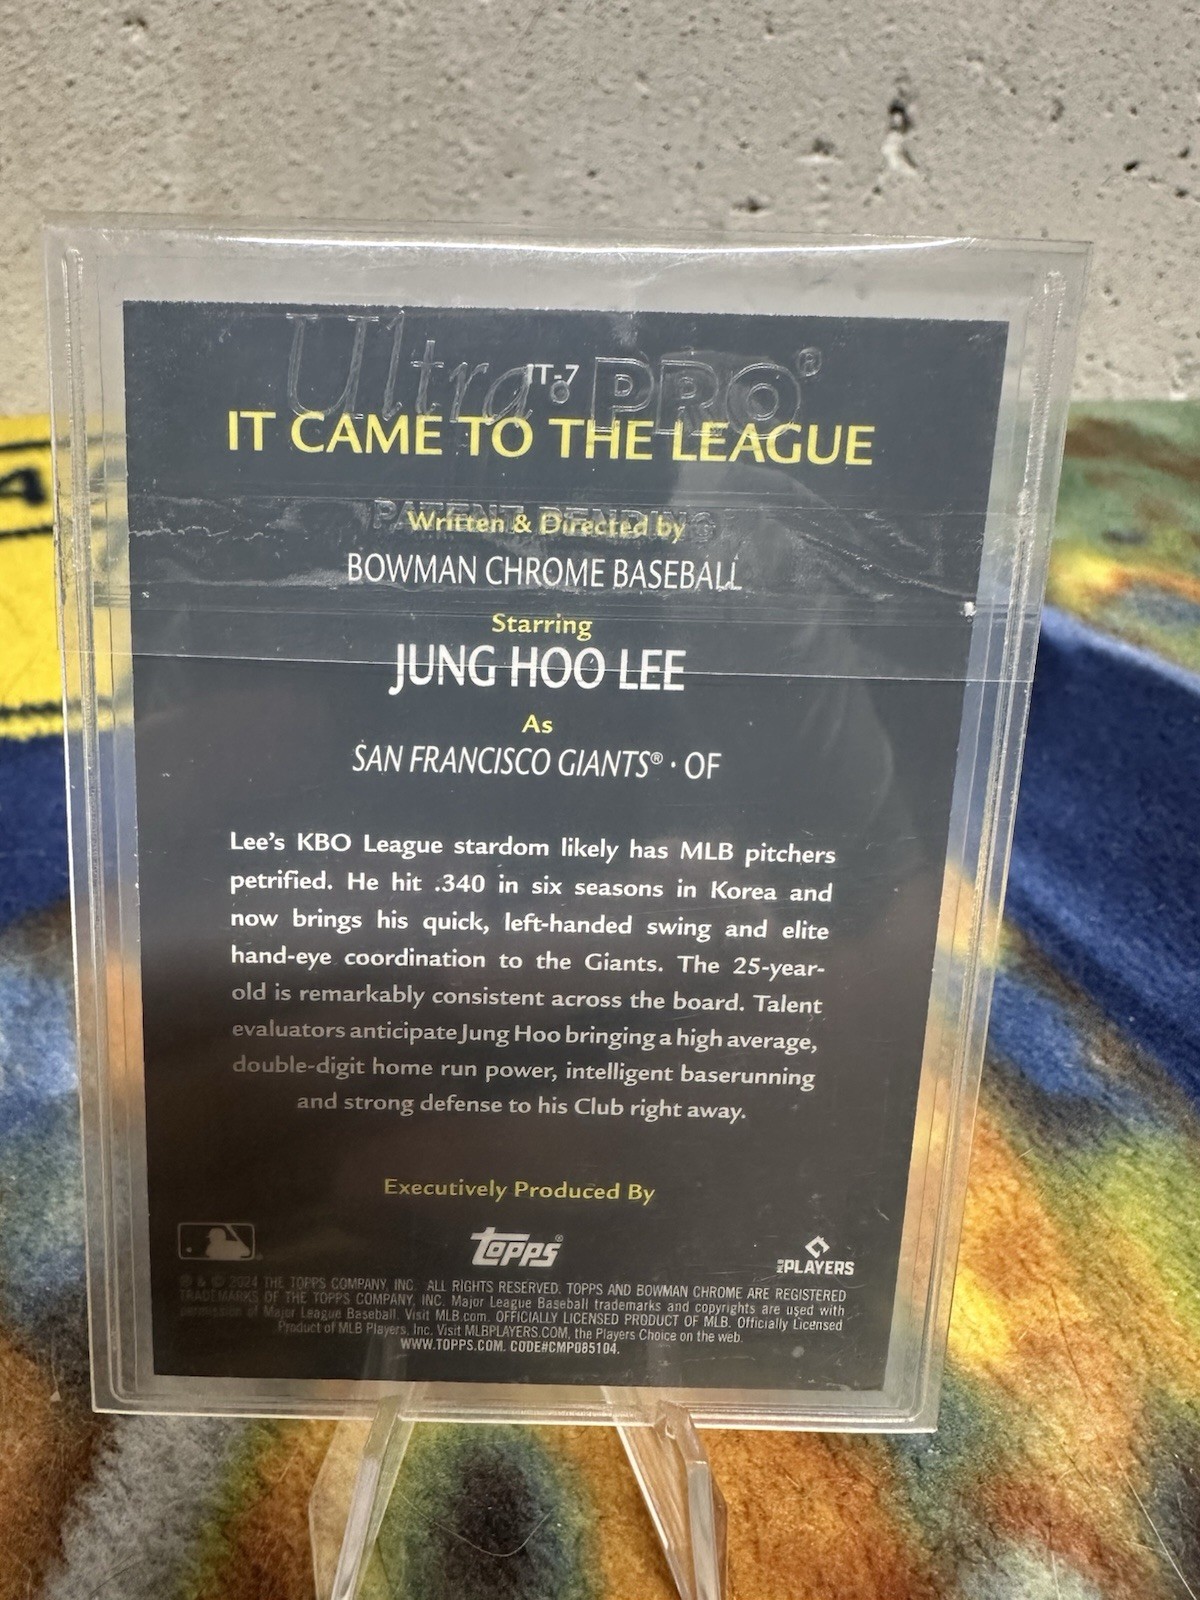 Ultra·PRO®
IT-7
IT CAME TO THE LEAGUE
PATENT PENDING
Written & Directed by
BOWMAN CHROME BASEBALL
Starring
JUNG HOO LEE
As
SAN FRANCISCO GIANTS® · OF
Lee's KBO League stardom likely has MLB pitchers
petrified. He hit .340 in six seasons in Korea and
now brings his quick, left-handed swing and elite
hand-eye coordination to the Giants. The 25-year-
old is remarkably consistent across the board. Talent
evaluators anticipate Jung Hoo bringing a high average,
double-digit home run power, intelligent baserunning
and strong defense to his Club right away.
Executively Produced By
Topps®
MLB PLAYERS
® & © 2024 THE TOPPS COMPANY, INC. ALL RIGHTS RESERVED. TOPPS AND BOWMAN CHROME ARE REGISTERED
TRADEMARKS OF THE TOPPS COMPANY, INC. Major League Baseball trademarks and copyrights are used with
permission of Major League Baseball. Visit MLB.com. OFFICIALLY LICENSED PRODUCT OF MLB. Officially Licensed
Product of MLB Players, Inc. Visit MLBPLAYERS.COM, the Players Choice on the web.
WWW.TOPPS.COM. CODE#CMP085104.
4